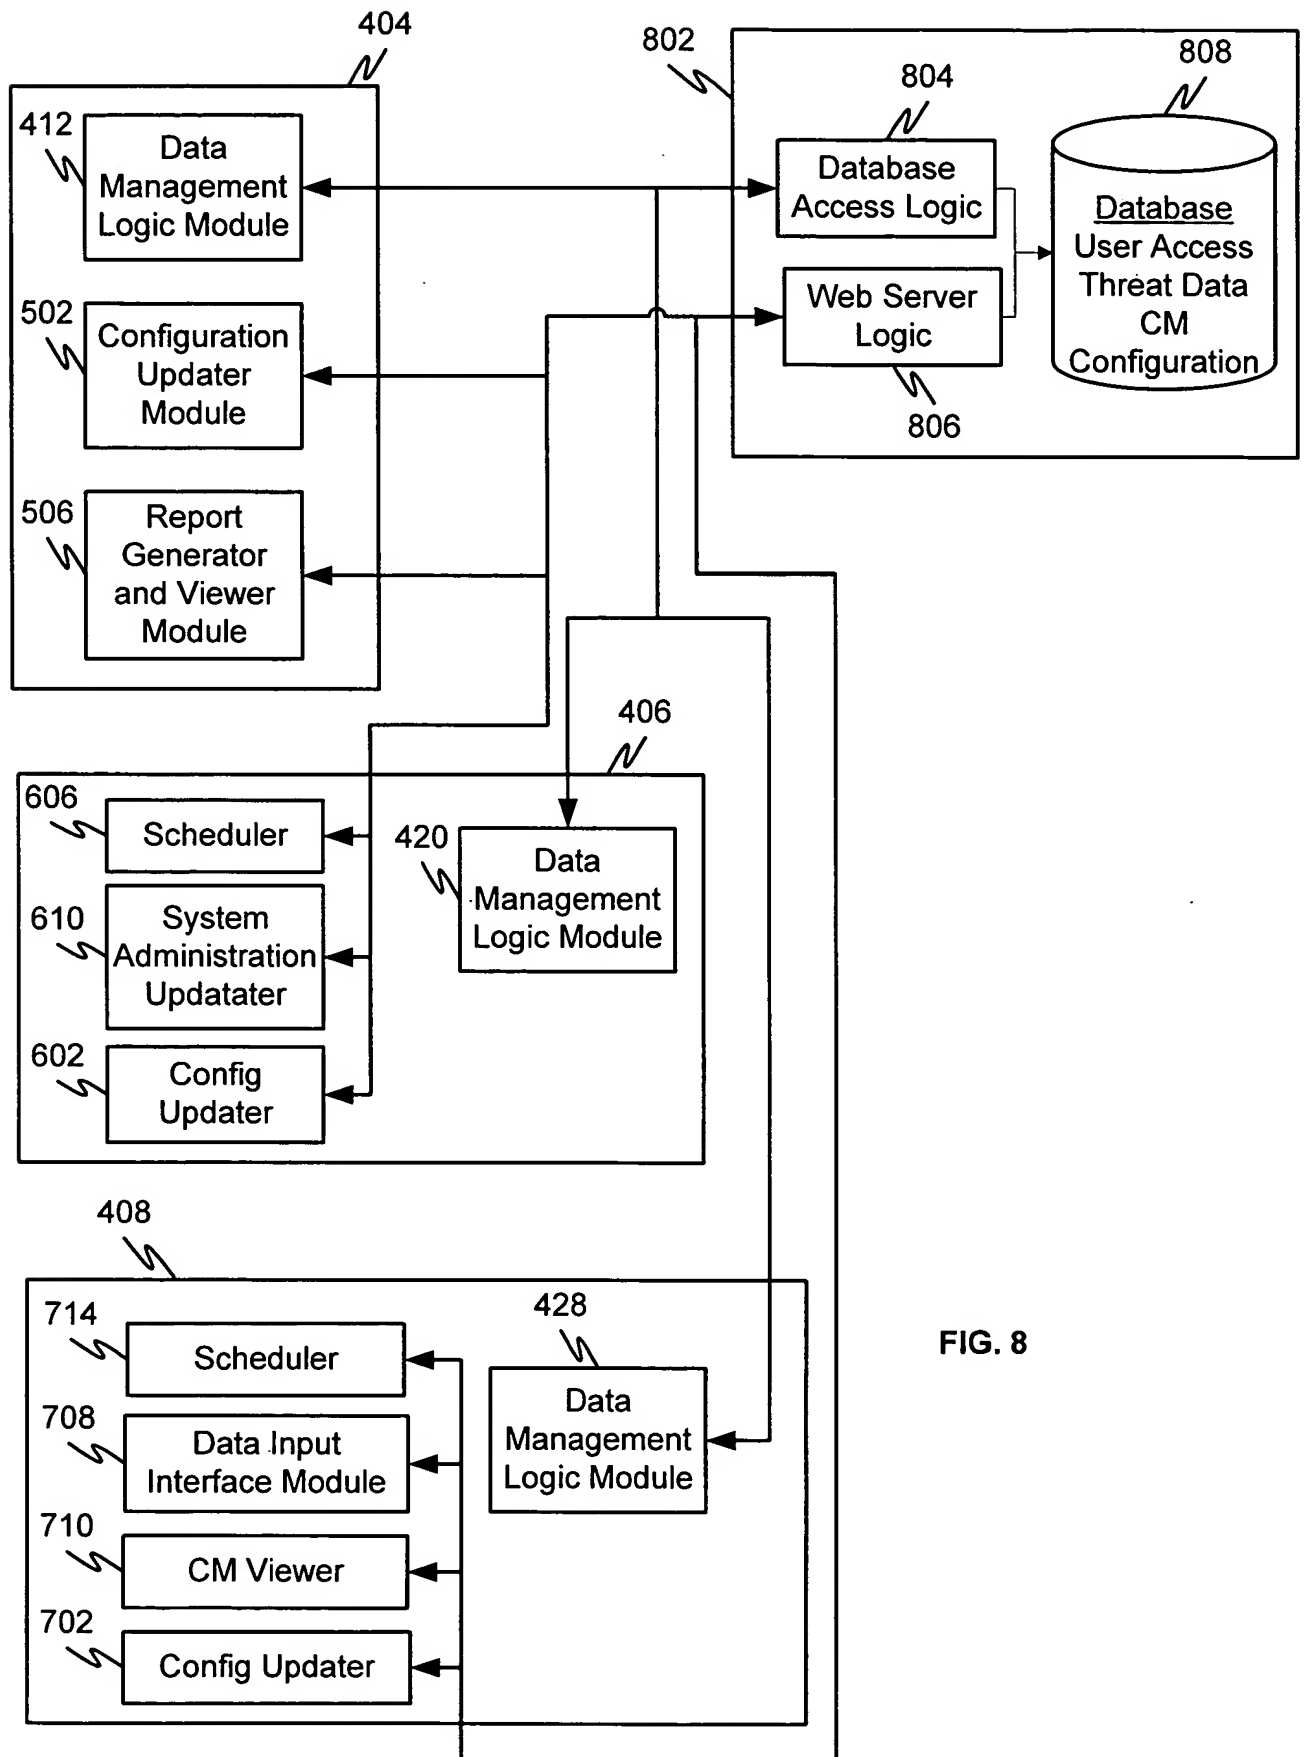 404
412
Data
Management
Logic Module
502
Configuration
Updater
Module
506
Report
Generator
and Viewer
Module
802
804
Database
Access Logic
Web Server
Logic
806
808
Database
User Access
Threat Data
CM
Configuration
406
606
Scheduler
610
System
Administration
Updatater
602
Config
Updater
420
Data
Management
Logic Module
408
714
Scheduler
708
Data Input
Interface Module
710
CM Viewer
702
Config Updater
428
Data
Management
Logic Module
FIG. 8